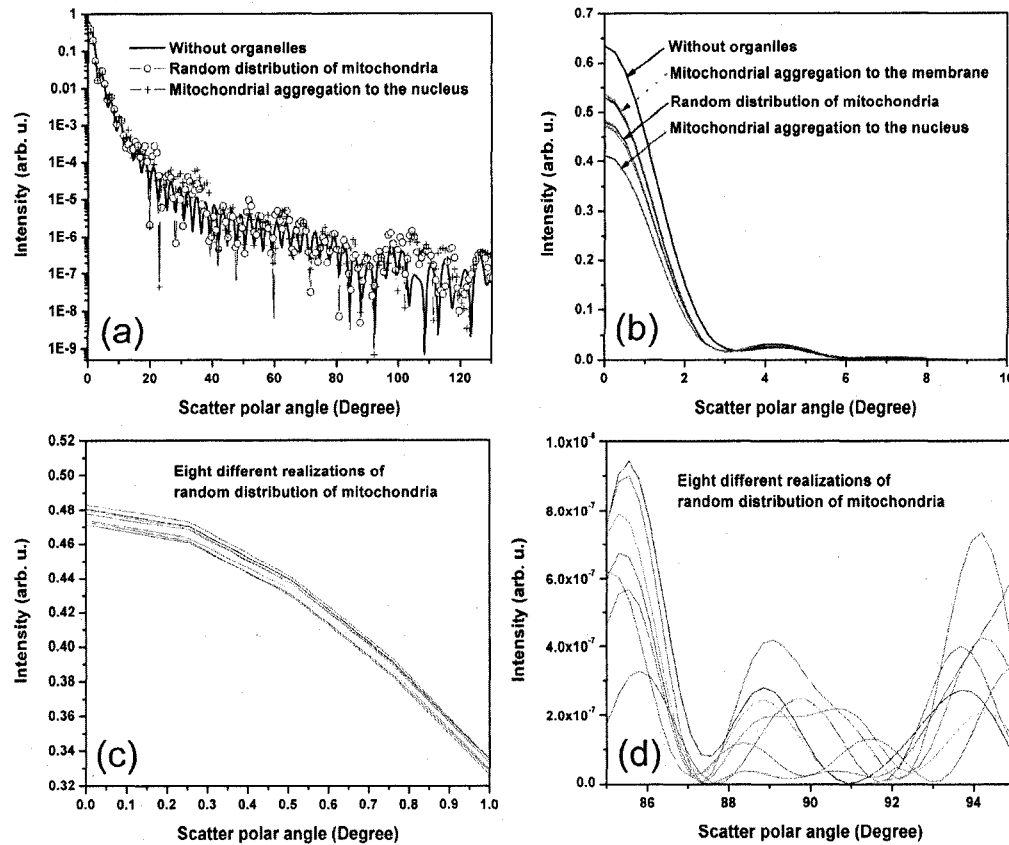 1
0.1
0.01
1E-3
1E-4
1E-5
1E-6
1E-7
1E-8
1E-9
Intensity (arb. u.)
Without organelles
Random distribution of mitochondria
Mitochondrial aggregation to the nucleus
(a)
0 20 40 60 80 100 120
Scatter polar angle (Degree)
0.7
0.6
0.5
0.4
0.3
0.2
0.1
0.0
Intensity (arb. u.)
Without organlles
Mitochondrial aggregation to the membrane
Random distribution of mitochondria
Mitochondrial aggregation to the nucleus
(b)
0 2 4 6 8 10
Scatter polar angle (Degree)
0.52
0.50
0.48
0.46
0.44
0.42
0.40
0.38
0.36
0.34
0.32
Intensity (arb. u.)
Eight different realizations of
random distribution of mitochondria
(c)
0.0 0.1 0.2 0.3 0.4 0.5 0.6 0.7 0.8 0.9 1.0
Scatter polar angle (Degree)
1.0x10⁻⁶
8.0x10⁻⁷
6.0x10⁻⁷
4.0x10⁻⁷
2.0x10⁻⁷
0.0
Intensity (arb. u.)
Eight different realizations of
random distribution of mitochondria
(d)
86 88 90 92 94
Scatter polar angle (Degree)